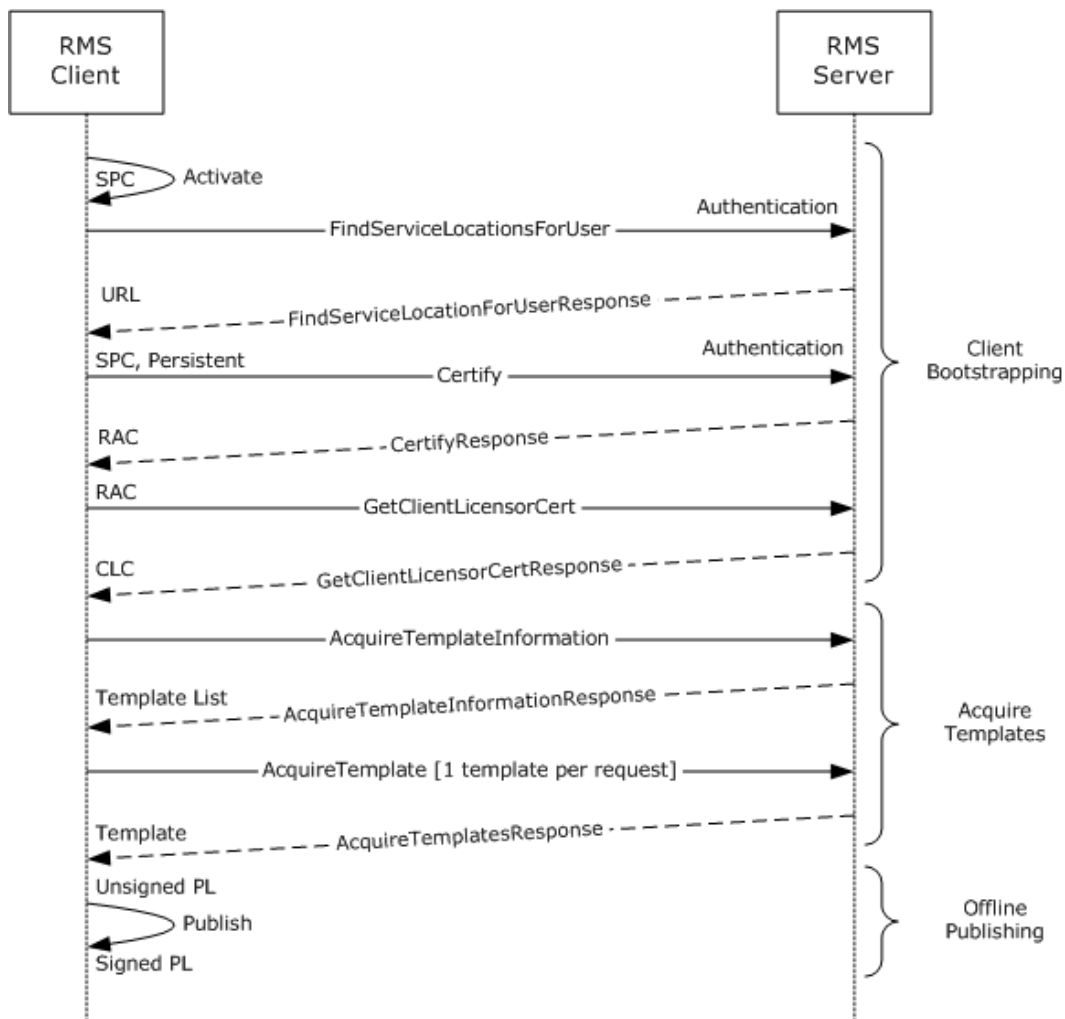 RMS
Client
RMS
Server
SPC
Activate
Authentication
FindServiceLocationsForUser
URL
FindServiceLocationForUserResponse
SPC, Persistent
Authentication
Certify
Client
Bootstrapping
RAC
CertifyResponse
RAC
GetClientLicensorCert
CLC
GetClientLicensorCertResponse
AcquireTemplateInformation
Template List
AcquireTemplateInformationResponse
Acquire
Templates
AcquireTemplate [1 template per request]
Template
AcquireTemplatesResponse
Unsigned PL
Publish
Offline
Publishing
Signed PL